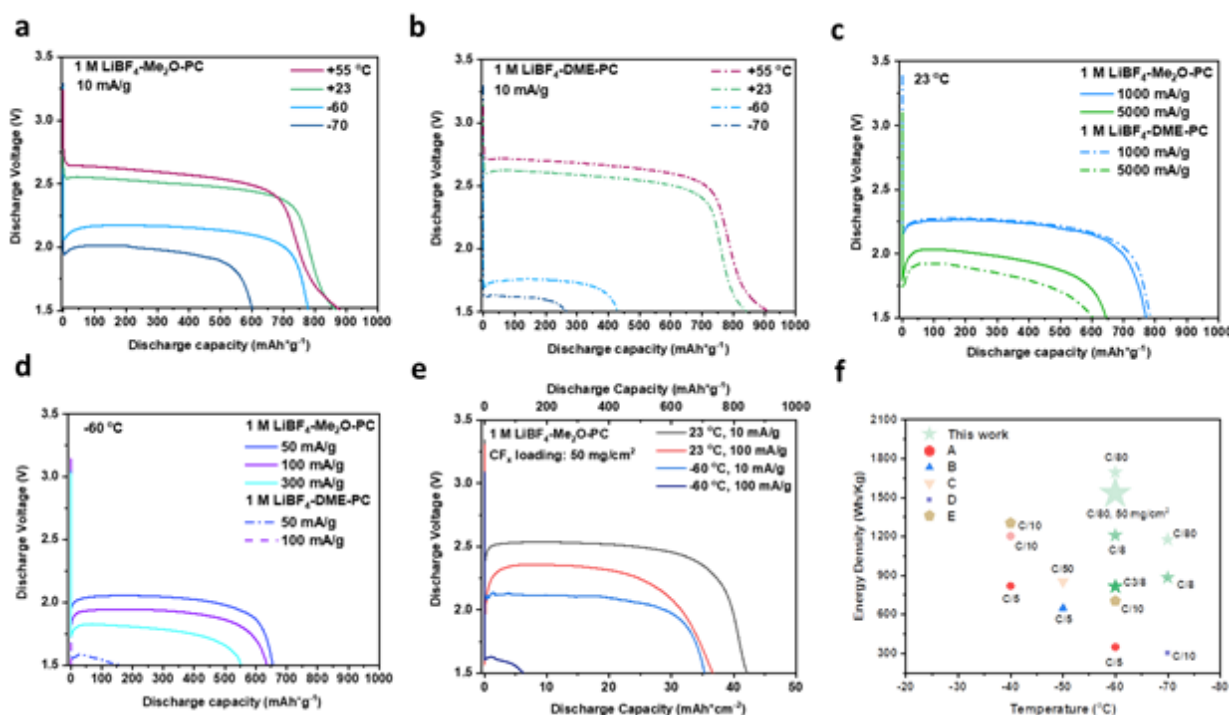 a
1 M LiBF₄-Me₂O-PC
10 mA/g
+55 °C
+23
-60
-70
Discharge Voltage (V)
3.5
3.0
2.5
2.0
1.5
0 100 200 300 400 500 600 700 800 900 1000
Discharge capacity (mAh*g⁻¹)
b
1 M LiBF₄-DME-PC
10 mA/g
+55 °C
+23
-60
-70
Discharge Voltage (V)
3.5
3.0
2.5
2.0
1.5
0 100 200 300 400 500 600 700 800 900 1000
Discharge capacity (mAh*g⁻¹)
c
23 °C
1 M LiBF₄-Me₂O-PC
1000 mA/g
5000 mA/g
1 M LiBF₄-DME-PC
1000 mA/g
5000 mA/g
Discharge Voltage (V)
3.5
3.0
2.5
2.0
1.5
0 100 200 300 400 500 600 700 800 900 1000
Discharge capacity (mAh*g⁻¹)
d
-60 °C
1 M LiBF₄-Me₂O-PC
50 mA/g
100 mA/g
300 mA/g
1 M LiBF₄-DME-PC
50 mA/g
100 mA/g
Discharge Voltage (V)
3.5
3.0
2.5
2.0
1.5
0 100 200 300 400 500 600 700 800 900 1000
Discharge capacity (mAh*g⁻¹)
e
Discharge Capacity (mAh*g⁻¹)
0 200 400 600 800 1000
1 M LiBF₄-Me₂O-PC
CFₓ loading: 50 mg/cm²
23 °C, 10 mA/g
23 °C, 100 mA/g
-60 °C, 10 mA/g
-60 °C, 100 mA/g
Discharge Voltage (V)
3.5
3.0
2.5
2.0
1.5
0 10 20 30 40 50
Discharge Capacity (mAh*cm⁻²)
f
This work
A
B
C
D
E
C/80
C/80, 50 mg/cm²
C/80
C/10
C/10
C/8
C/50
C/5
C/5
C3/8
C/10
C/8
C/5
C/10
Energy Density (Wh/Kg)
2100
1800
1500
1200
900
600
300
-20 -30 -40 -50 -60 -70 -80
Temperature (°C)